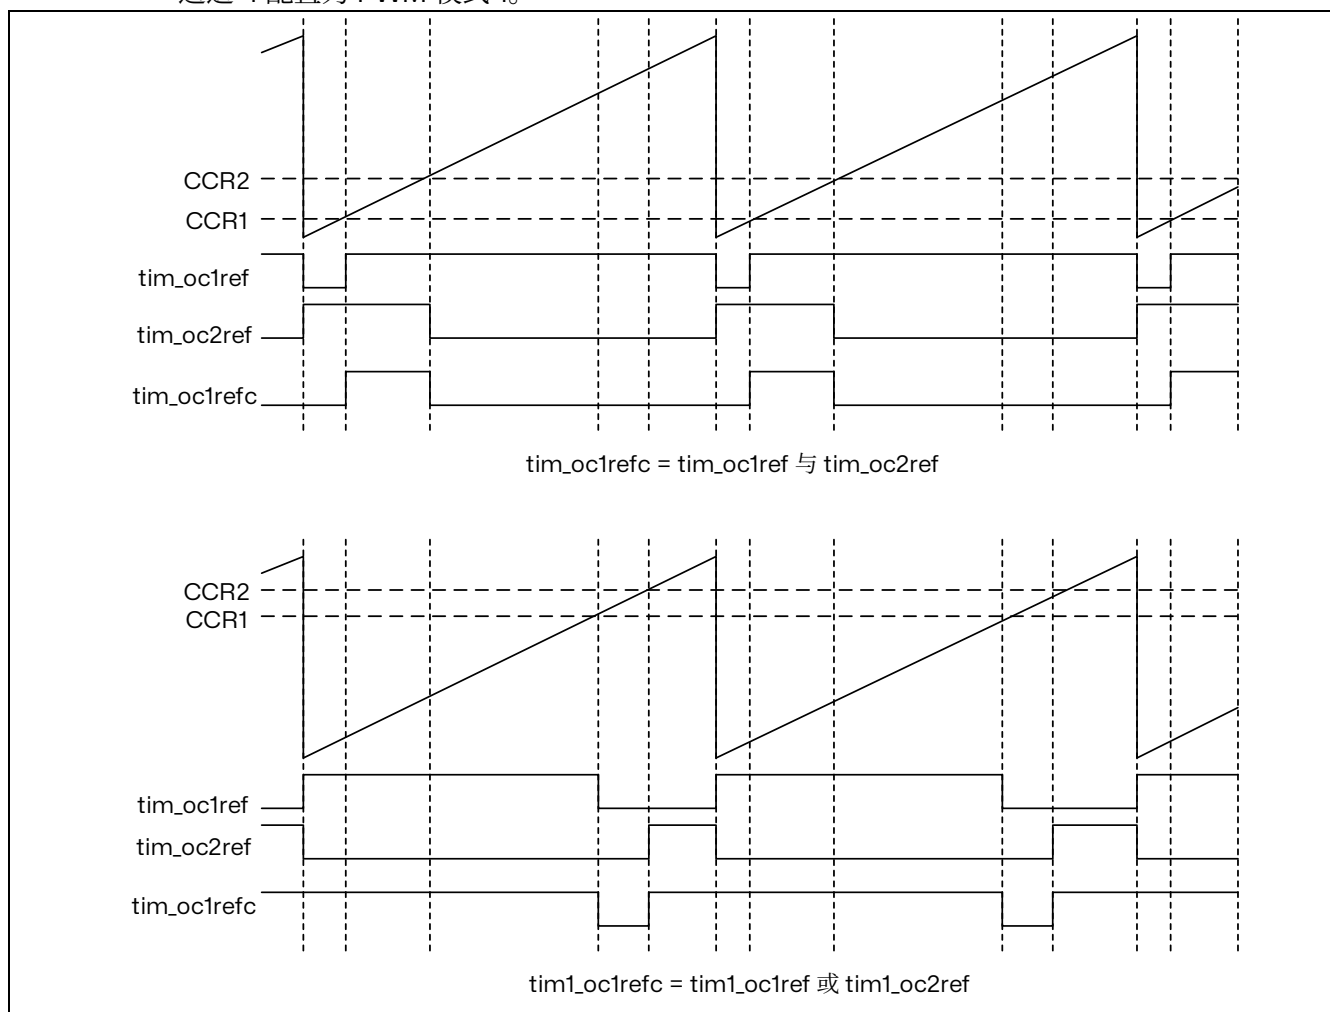 CCR2
CCR1
tim_oc1ref
tim_oc2ref
tim_oc1refc
tim_oc1refc = tim_oc1ref 与 tim_oc2ref
CCR2
CCR1
tim_oc1ref
tim_oc2ref
tim_oc1refc
tim1_oc1refc = tim1_oc1ref 或 tim1_oc2ref